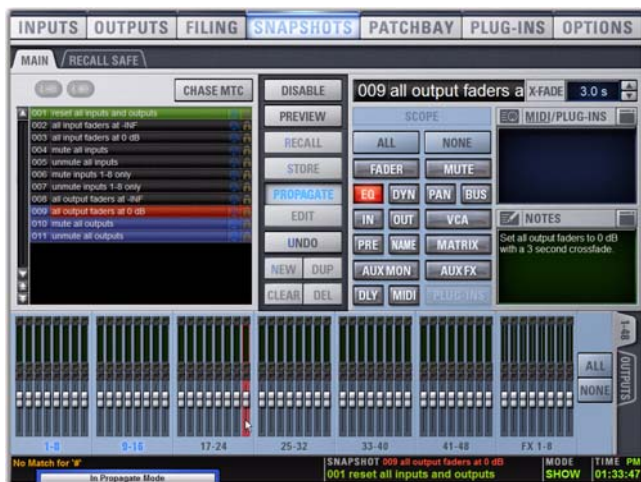 INPUTS OUTPUTS FILING SNAPSHOTS PATCHBAY PLUG-INS OPTIONS
MAIN RECALL SAFE
CHASE MTC
001 reset all inputs and outputs
002 all input faders at -INF
003 all input faders at 0 dB
004 mute all inputs
005 unmute all inputs
006 mute inputs 1-8 only
007 unmute inputs 1-8 only
008 all output faders at -INF
009 all output faders at 0 dB
010 mute all outputs
011 unmute all outputs
DISABLE
PREVIEW
RECALL
STORE
PROPAGATE
EDIT
UNDO
NEW DUP
CLEAR DEL
009 all output faders a X-FADE 3.0 s
SCOPE
ALL NONE
FADER MUTE
EQ DYN PAN BUS
IN OUT VCA
PRE NAME MATRIX
AUX MON AUX FX
DLY MIDI PLUG-INS
MIDI/PLUG-INS
NOTES
Set all output faders to 0 dB
with a 3 second crossfade.
1-8 9-16 17-24 25-32 33-40 41-48 FX 1-8
ALL
NONE
1-48
OUTPUTS
No Match for '#'
In Propagate Mode
SNAPSHOT 009 all output faders at 0 dB
001 reset all inputs and outputs
MODE
SHOW
TIME PM
01:33:47